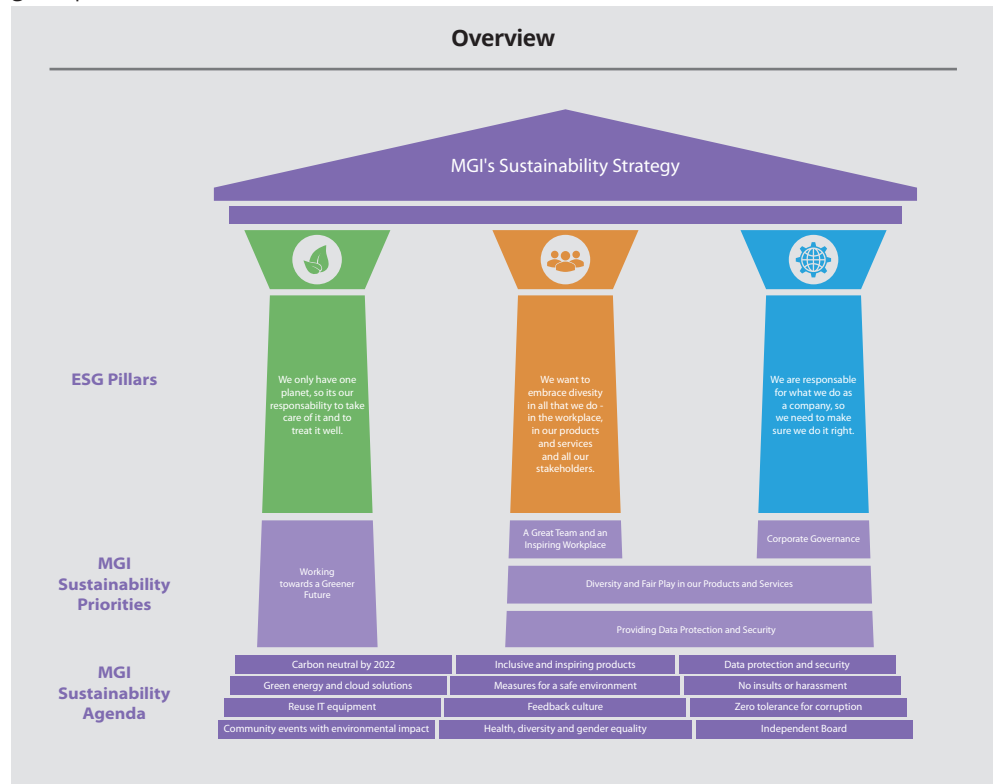 Overview
MGI's Sustainability Strategy
ESG Pillars
We only have one
planet, so its our
responsability to take
care of it and to
treat it well.
We want to
embrace divesity
in all that we do -
in the workplace,
in our products
and services
and all our
stakeholders.
We are responsable
for what we do as
a company, so
we need to make
sure we do it right.
MGI
Sustainability
Priorities
Working
towards a Greener
Future
A Great Team and an
Inspiring Workplace
Corporate Governance
Diversity and Fair Play in our Products and Services
Providing Data Protection and Security
MGI
Sustainability
Agenda
Carbon neutral by 2022
Inclusive and inspiring products
Data protection and security
Green energy and cloud solutions
Measures for a safe environment
No insults or harassment
Reuse IT equipment
Feedback culture
Zero tolerance for corruption
Community events with environmental impact
Health, diversity and gender equality
Independent Board